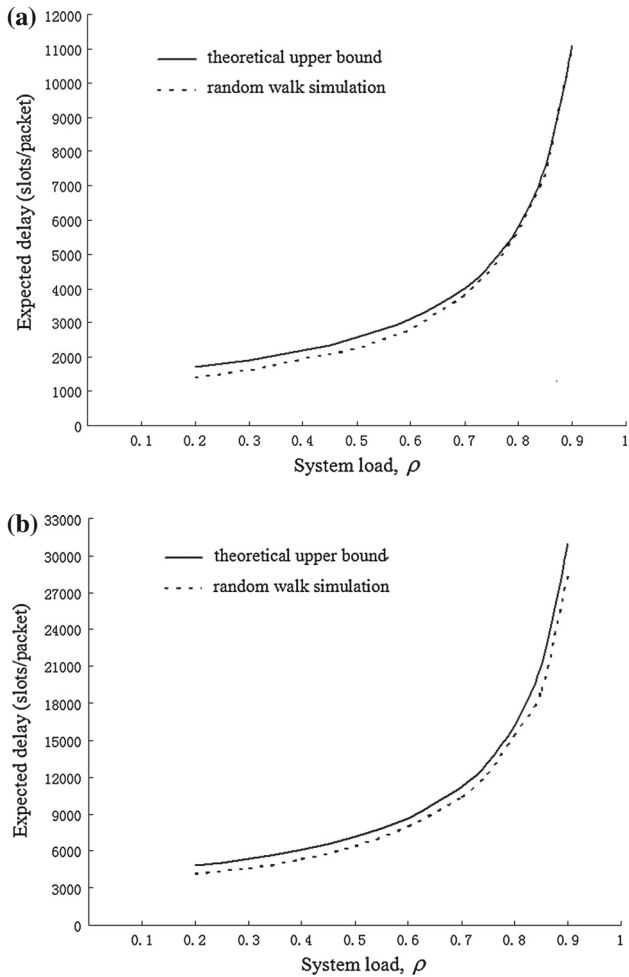 (a)
12000
11000
10000
9000
8000
7000
6000
5000
4000
3000
2000
1000
0
Expected delay (slots/packet)
theoretical upper bound
random walk simulation
0.1 0.2 0.3 0.4 0.5 0.6 0.7 0.8 0.9 1
System load, ρ
(b)
33000
30000
27000
24000
21000
18000
15000
12000
9000
6000
3000
0
Expected delay (slots/packet)
theoretical upper bound
random walk simulation
0.1 0.2 0.3 0.4 0.5 0.6 0.7 0.8 0.9 1
System load, ρ